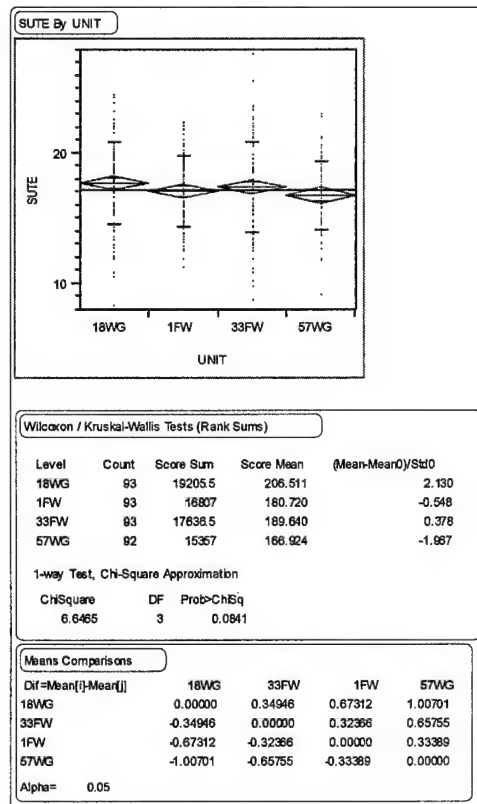 SUTE By UNIT
20
SUTE
10
18WG 1FW 33FW 57WG
UNIT
Wilcoxon / Kruskal-Wallis Tests (Rank Sums)
Level Count Score Sum Score Mean (Mean-Mean0)/Std0
18WG 93 19205.5 206.511 2.130
1FW 93 16807 180.720 -0.548
33FW 93 17636.5 189.640 0.378
57WG 92 15357 166.924 -1.967
1-way Test, Chi-Square Approximation
ChiSquare DF Prob>ChiSq
6.6465 3 0.0841
Means Comparisons
Dif=Mean[i]-Mean[j] 18WG 33FW 1FW 57WG
18WG 0.00000 0.34946 0.67312 1.00701
33FW -0.34946 0.00000 0.32366 0.65755
1FW -0.67312 -0.32366 0.00000 0.33389
57WG -1.00701 -0.65755 -0.33389 0.00000
Alpha= 0.05